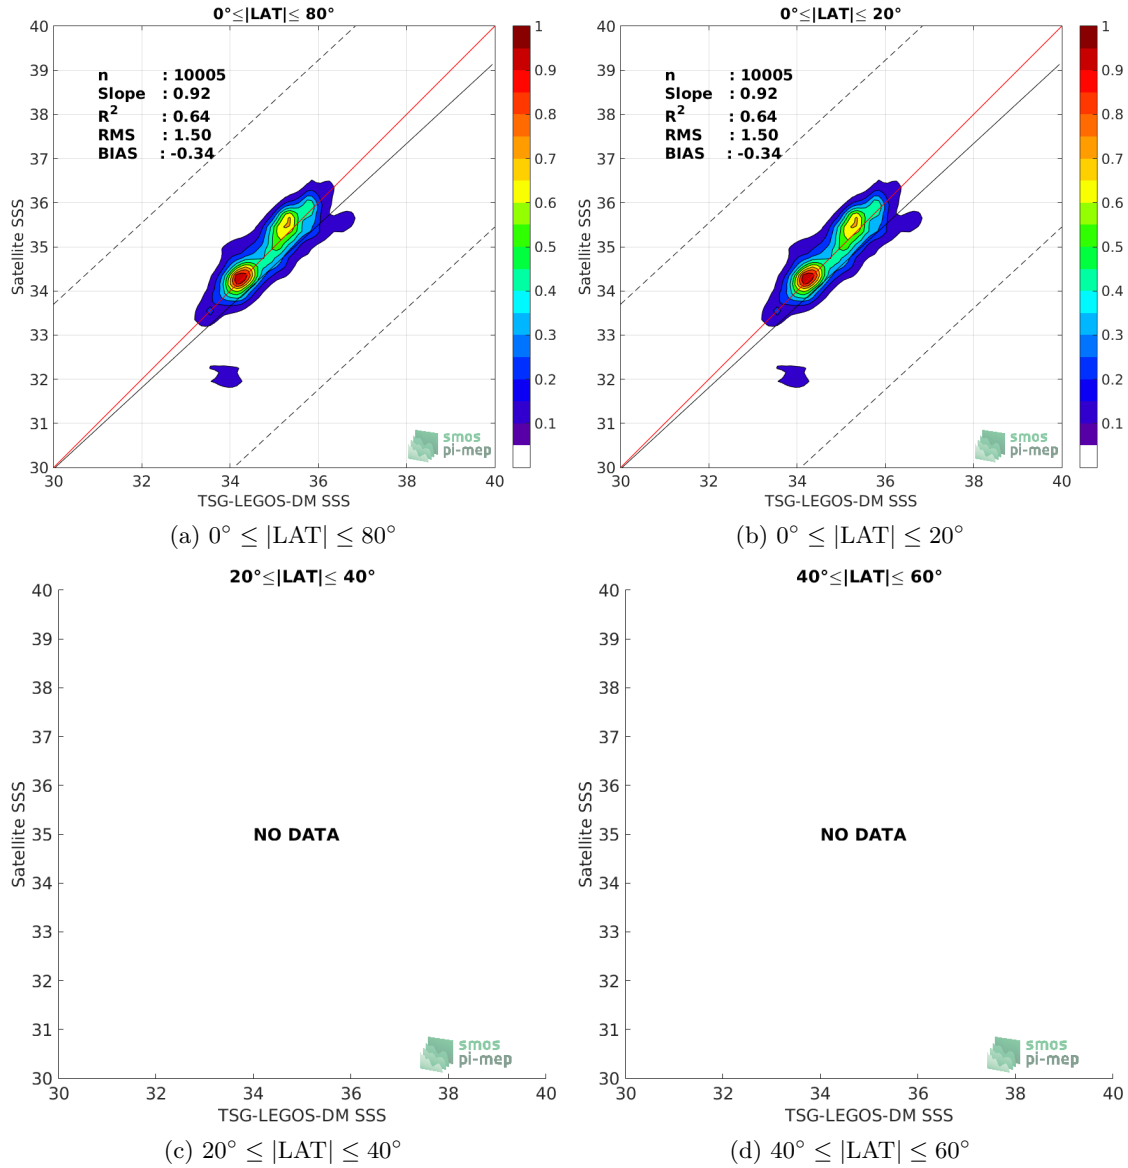 0°≤|LAT|≤ 80°
40
39
38
37
36
35
34
33
32
31
30
Satellite SSS
n : 10005
Slope : 0.92
R² : 0.64
RMS : 1.50
BIAS : -0.34
smos
pi-mep
30 32 34 36 38 40
TSG-LEGOS-DM SSS
1
0.9
0.8
0.7
0.6
0.5
0.4
0.3
0.2
0.1
(a) 0° ≤ |LAT| ≤ 80°
0°≤|LAT|≤ 20°
40
39
38
37
36
35
34
33
32
31
30
Satellite SSS
n : 10005
Slope : 0.92
R² : 0.64
RMS : 1.50
BIAS : -0.34
smos
pi-mep
30 32 34 36 38 40
TSG-LEGOS-DM SSS
1
0.9
0.8
0.7
0.6
0.5
0.4
0.3
0.2
0.1
(b) 0° ≤ |LAT| ≤ 20°
20°≤|LAT|≤ 40°
40
39
38
37
36
35
34
33
32
31
30
Satellite SSS
NO DATA
smos
pi-mep
30 32 34 36 38 40
TSG-LEGOS-DM SSS
(c) 20° ≤ |LAT| ≤ 40°
40°≤|LAT|≤ 60°
40
39
38
37
36
35
34
33
32
31
30
Satellite SSS
NO DATA
smos
pi-mep
30 32 34 36 38 40
TSG-LEGOS-DM SSS
(d) 40° ≤ |LAT| ≤ 60°